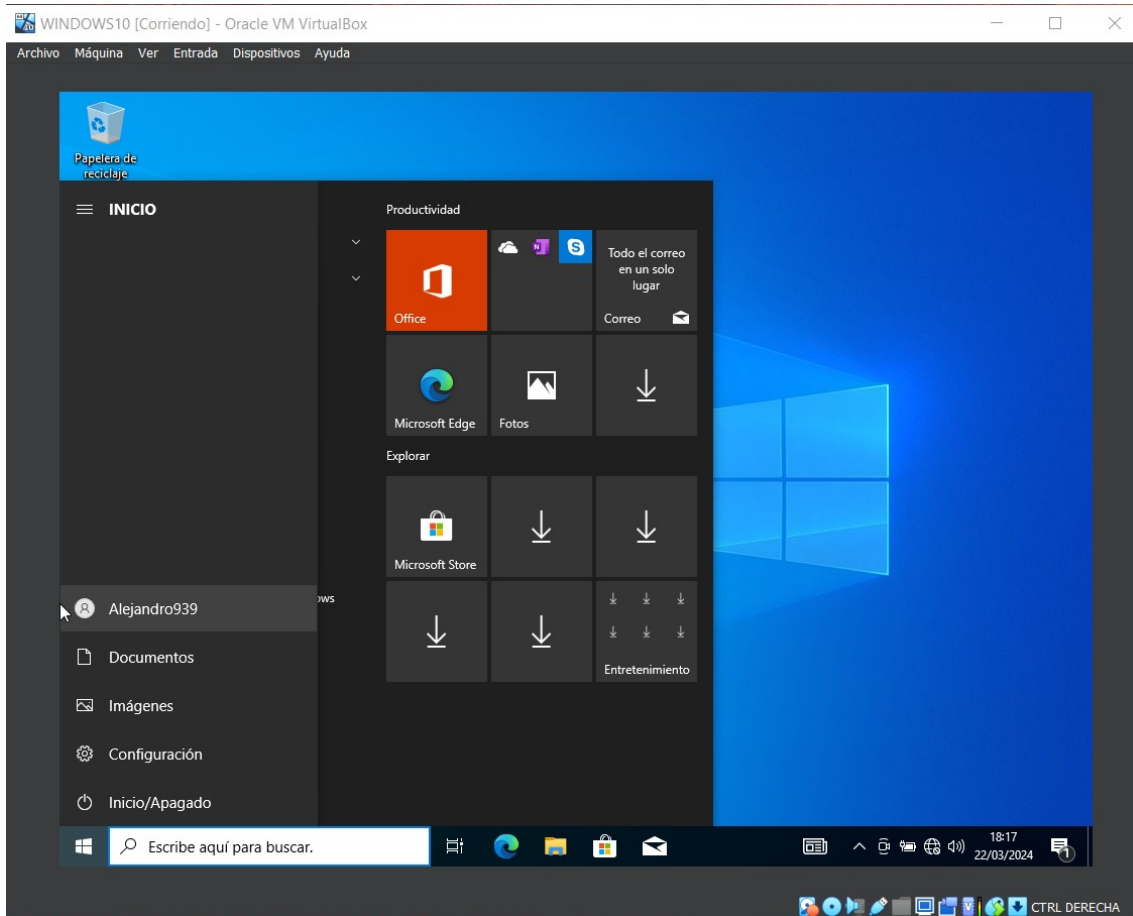 WINDOWS10 [Corriendo] - Oracle VM VirtualBox
Archivo Máquina Ver Entrada Dispositivos Ayuda
Papelera de
reciclaje
INICIO
Productividad
Office
Todo el correo
en un solo
lugar
Correo
Microsoft Edge
Fotos
Explorar
Microsoft Store
Entretenimiento
ows
Alejandro939
Documentos
Imágenes
Configuración
Inicio/Apagado
Escribe aquí para buscar.
18:17
22/03/2024
1
CTRL DERECHA